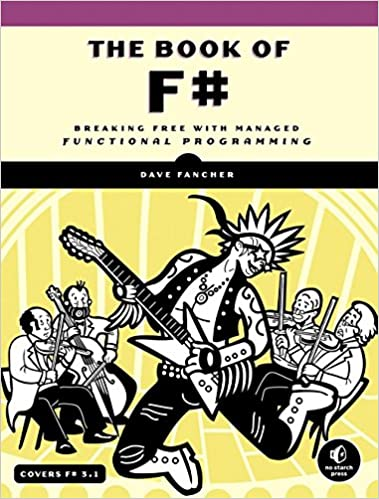 THE BOOK OF
F#
BREAKING FREE WITH MANAGED
FUNCTIONAL PROGRAMMING
DAVE FANCHER
COVERS F# 3.1
no starch
press